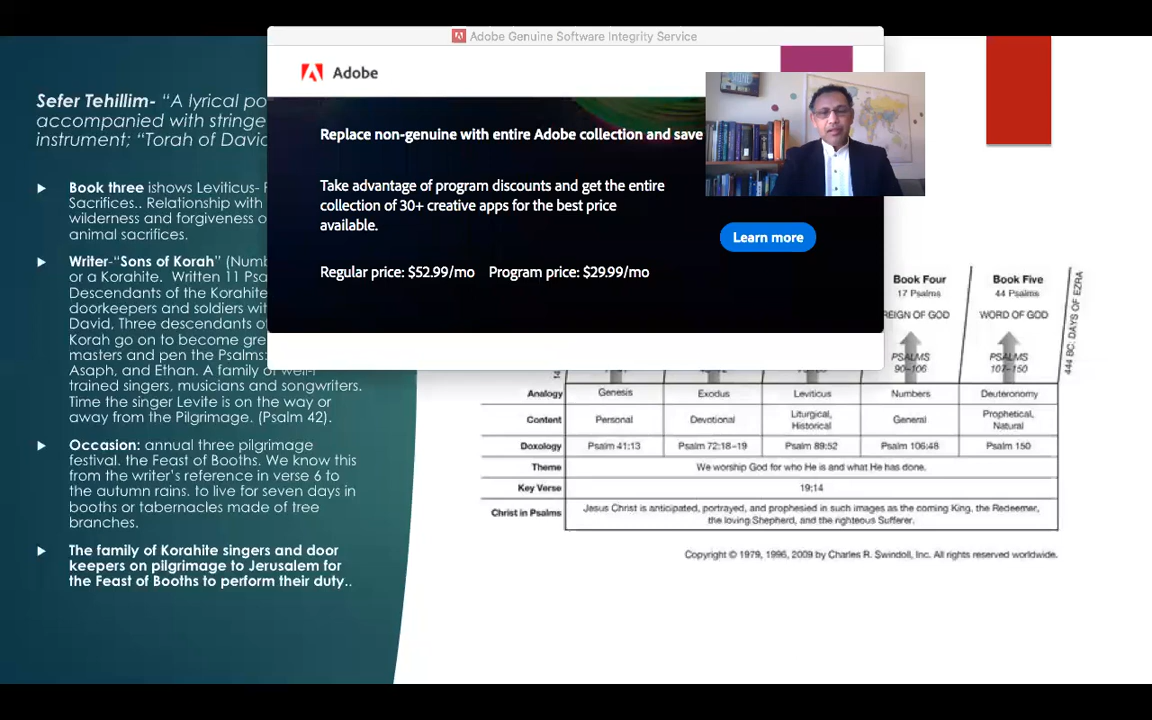 Adobe Genuine Software Integrity Service
Adobe
Replace non-genuine with entire Adobe collection and save
Take advantage of program discounts and get the entire
collection of 30+ creative apps for the best price
available.
Regular price: $52.99/mo Program price: $29.99/mo
Learn more
Sefer Tehillim- “A lyrical
accompanied with
instrument; “Torah of
Book three ishows Leviticus-
Sacrifices.. Relationship with
wilderness and forgiveness
animal sacrifices.
Writer-“Sons of Korah”
or a Korahite. Written 11
Descendants of the Korahite
doorkeepers and soldiers
David, Three descendants
Korah go on to become
masters and pen the Psalms:
Asaph, and Ethan. A family of well-
trained singers, musicians and songwriters.
Time the singer Levite is on the way or
away from the Pilgrimage. (Psalm 42).
Occasion: annual three pilgrimage
festival. the Feast of Booths. We know this
from the writer’s reference in verse 6 to
the autumn rains. to live for seven days in
booths or tabernacles made of tree
branches.
The family of Korahite singers and door
keepers on pilgrimage to Jerusalem for
the Feast of Booths to perform their duty..
Book Four Book Five
17 Psalms 44 Psalms
OF GOD WORD OF GOD
PSALMS PSALMS
90–106 107–150
444 BC. DAYS OF EZRA
Analogy Genesis Exodus Leviticus Numbers Deuteronomy
Content Personal Devotional Liturgical, Historical General Prophetical, Natural
Doxology Psalm 41:13 Psalm 72:18–19 Psalm 89:52 Psalm 106:48 Psalm 150
Theme We worship God for who He is and what He has done.
Key Verse 19:14
Christ in Psalms Jesus Christ is anticipated, portrayed, and prophesied in such images as the coming King, the Redeemer,
the loving Shepherd, and the righteous Sufferer.
Copyright © 1979, 1996, 2009 by Charles R. Swindoll, Inc. All rights reserved worldwide.